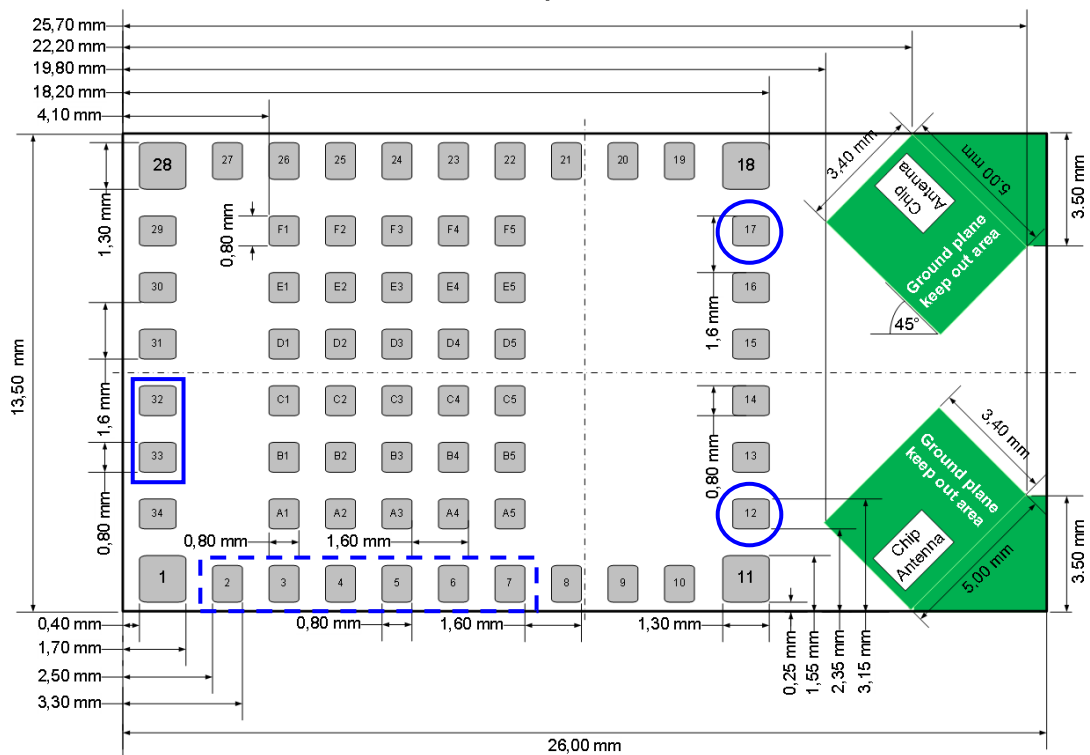 25,70 mm
22,20 mm
19,80 mm
18,20 mm
4,10 mm
28 27 26 25 24 23 22 21 20 19 18
3,40 mm
5,00 mm
Chip
Antenna
Ground plane
keep out area
3,50 mm
1,30 mm
0,80 mm
29 F1 F2 F3 F4 F5 17
30 E1 E2 E3 E4 E5 16
1,6 mm
45°
31 D1 D2 D3 D4 D5 15
13,50 mm
1,6 mm
32 C1 C2 C3 C4 C5 14
3,40 mm
33 B1 B2 B3 B4 B5 13
0,80 mm
0,80 mm
Ground plane
keep out area
34 A1 A2 A3 A4 A5 12
0,80 mm 1,60 mm
Chip
Antenna
5,00 mm
3,50 mm
1 2 3 4 5 6 7 8 9 10 11
0,40 mm
0,80 mm 1,60 mm 1,30 mm
1,70 mm
2,50 mm
3,30 mm
0,25 mm
1,55 mm
2,35 mm
3,15 mm
26,00 mm